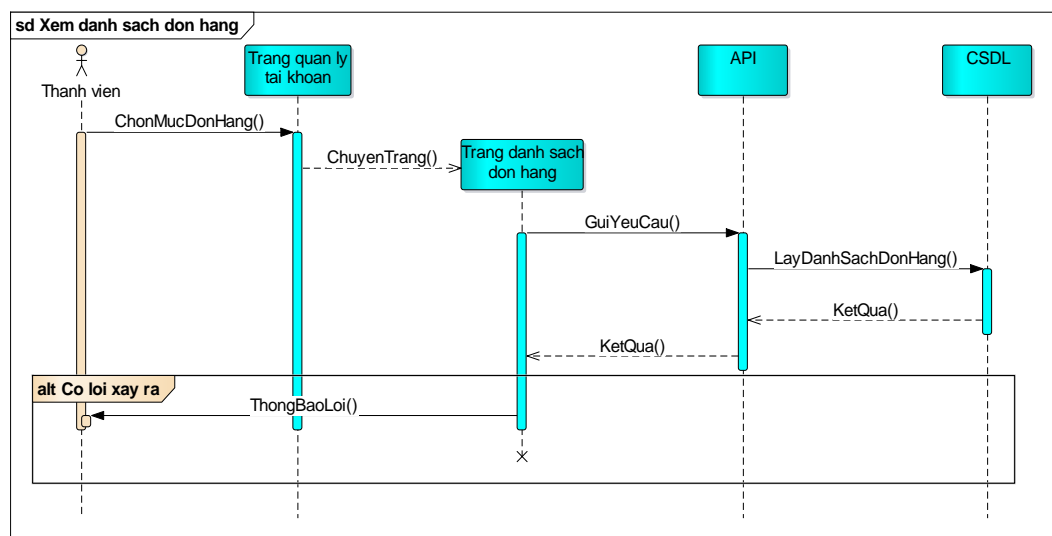 sd Xem danh sach don hang
Thanh vien
Trang quan ly
tai khoan
API
CSDL
ChonMucDonHang()
ChuyenTrang()
Trang danh sach
don hang
GuiYeuCau()
LayDanhSachDonHang()
KetQua()
KetQua()
alt Co loi xay ra
ThongBaoLoi()